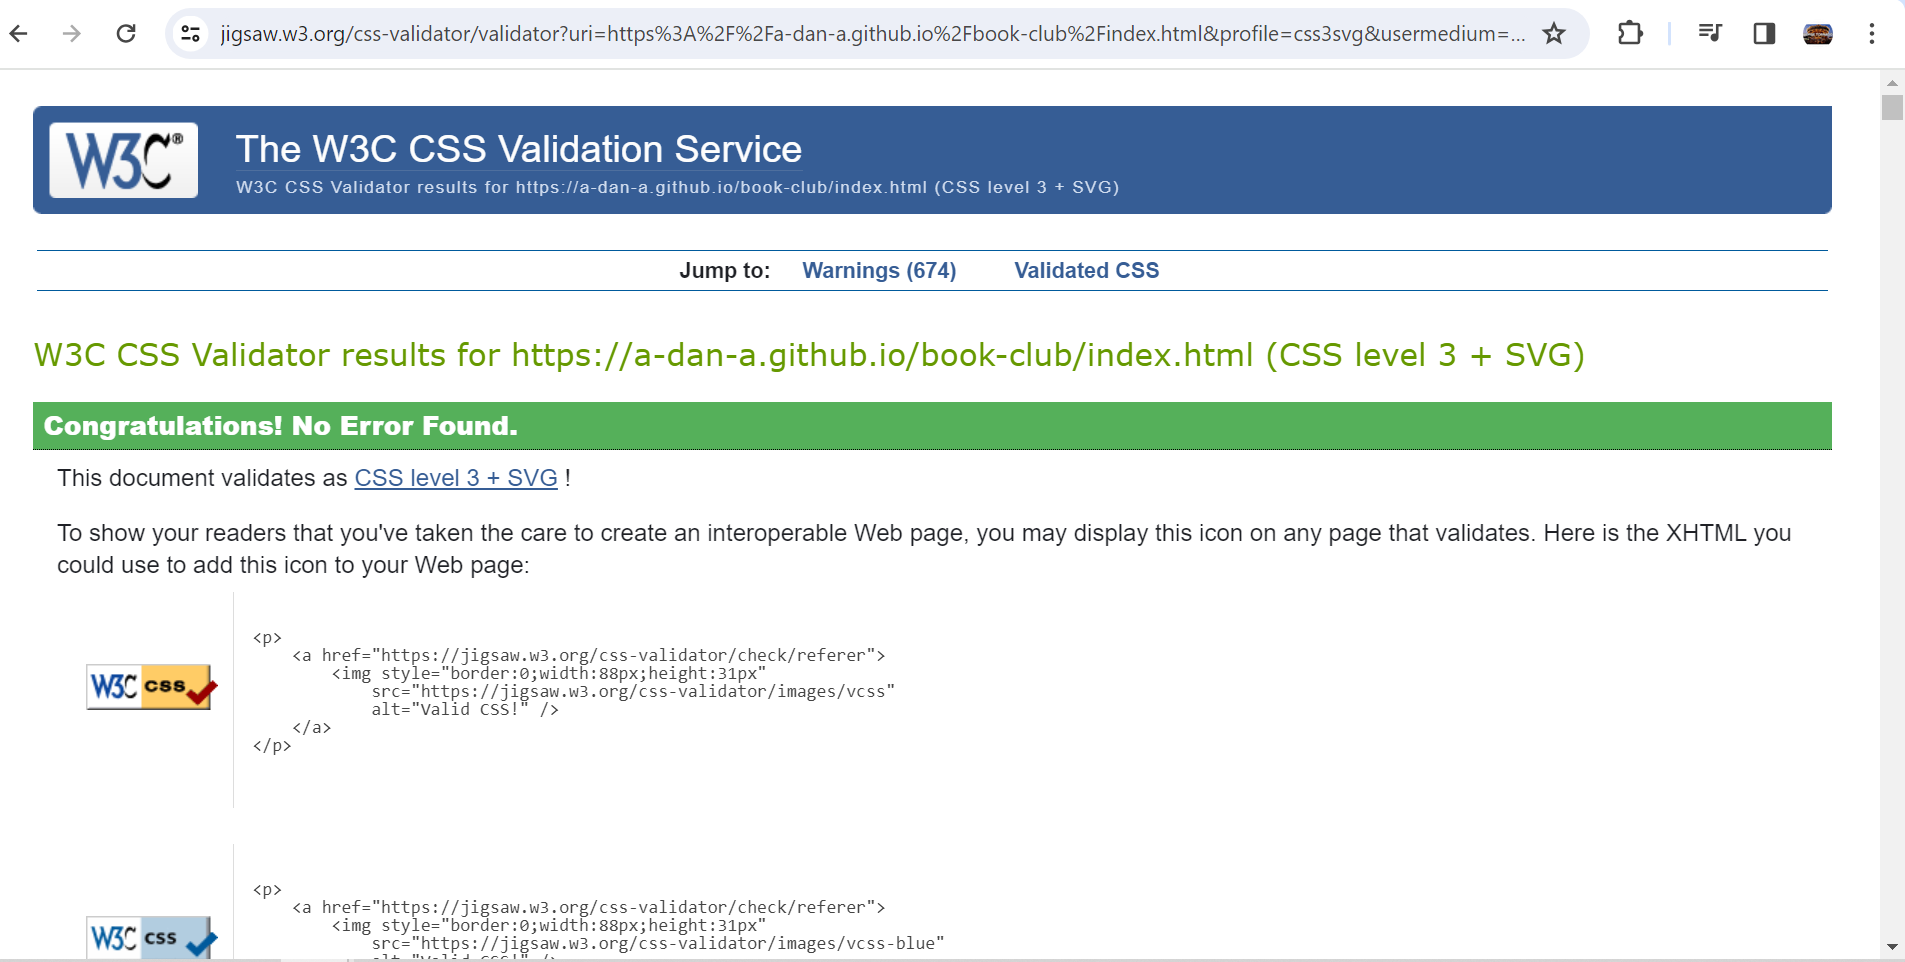 jigsaw.w3.org/css-validator/validator?uri=https%3A%2F%2Fa-dan-a.github.io%2Fbook-club%2Findex.html&profile=css3svg&usermedium=...
W3C®
The W3C CSS Validation Service
W3C CSS Validator results for https://a-dan-a.github.io/book-club/index.html (CSS level 3 + SVG)
Jump to: Warnings (674) Validated CSS
W3C CSS Validator results for https://a-dan-a.github.io/book-club/index.html (CSS level 3 + SVG)
Congratulations! No Error Found.
This document validates as CSS level 3 + SVG !
To show your readers that you've taken the care to create an interoperable Web page, you may display this icon on any page that validates. Here is the XHTML you
could use to add this icon to your Web page:
W3C css
<p>
<a href="https://jigsaw.w3.org/css-validator/check/referer">
<img style="border:0;width:88px;height:31px"
src="https://jigsaw.w3.org/css-validator/images/vcss"
alt="Valid CSS!" />
</a>
</p>
W3C css
<p>
<a href="https://jigsaw.w3.org/css-validator/check/referer">
<img style="border:0;width:88px;height:31px"
src="https://jigsaw.w3.org/css-validator/images/vcss-blue"
alt="Valid CSS!" />